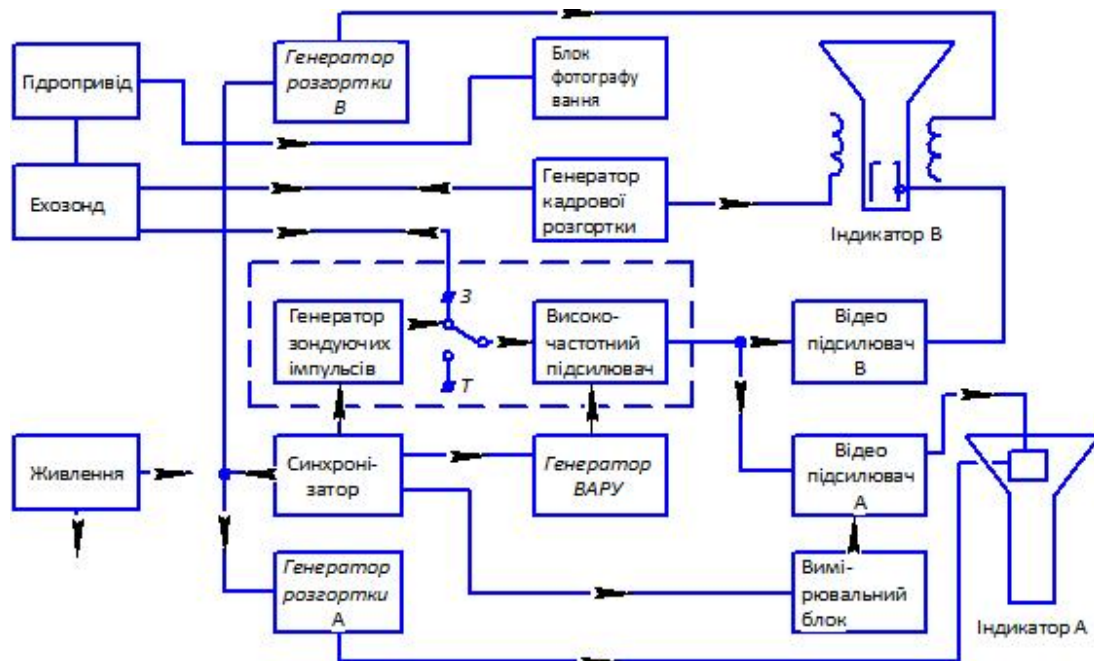 Генератор
розгортки
В
Гідропривід
Блок
фотографу
вання
Ехозонд
Генератор
кадрової
розгортки
Індикатор В
З
Генератор
зондуючих
імпульсів
Високо-
частотний
підсилювач
Т
Відео
підсилювач
В
Живлення
Синхроні-
затор
Генератор
ВАРУ
Відео
підсилювач
А
Генератор
розгортки
А
Вимі-
рювальний
блок
Індикатор А